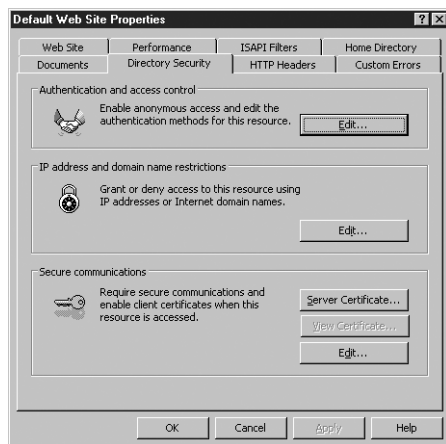 Default Web Site Properties
Web Site Performance ISAPI Filters Home Directory
Documents Directory Security HTTP Headers Custom Errors
Authentication and access control
Enable anonymous access and edit the
authentication methods for this resource.
Edit...
IP address and domain name restrictions
Grant or deny access to this resource using
IP addresses or Internet domain names.
Edit...
Secure communications
Require secure communications and
enable client certificates when this
resource is accessed.
Server Certificate...
View Certificate...
Edit...
OK Cancel Apply Help